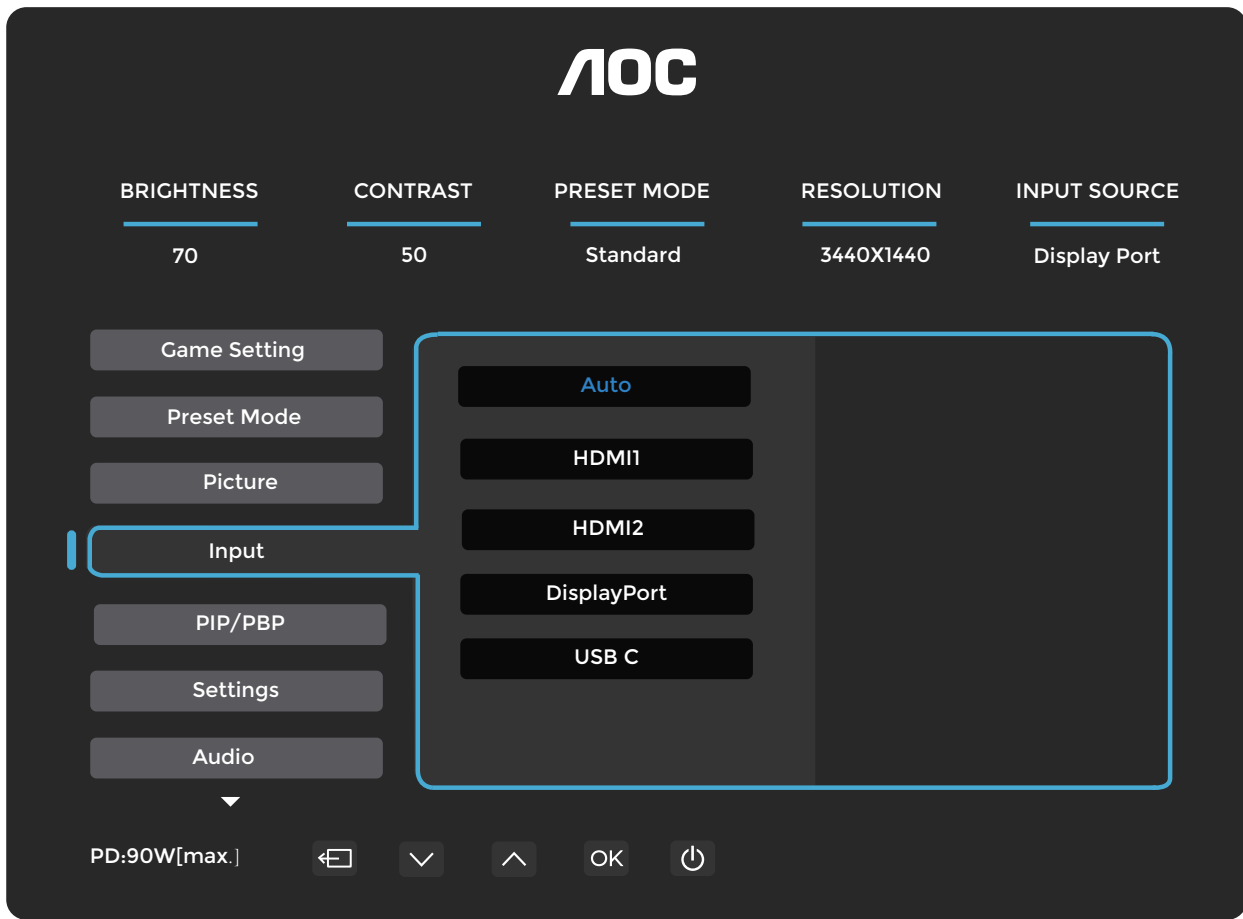 AOC
BRIGHTNESS CONTRAST PRESET MODE RESOLUTION INPUT SOURCE
70 50 Standard 3440X1440 Display Port
Game Setting
Auto
Preset Mode
HDMI1
Picture
HDMI2
Input
DisplayPort
PIP/PBP
USB C
Settings
Audio
PD:90W[max.] OK